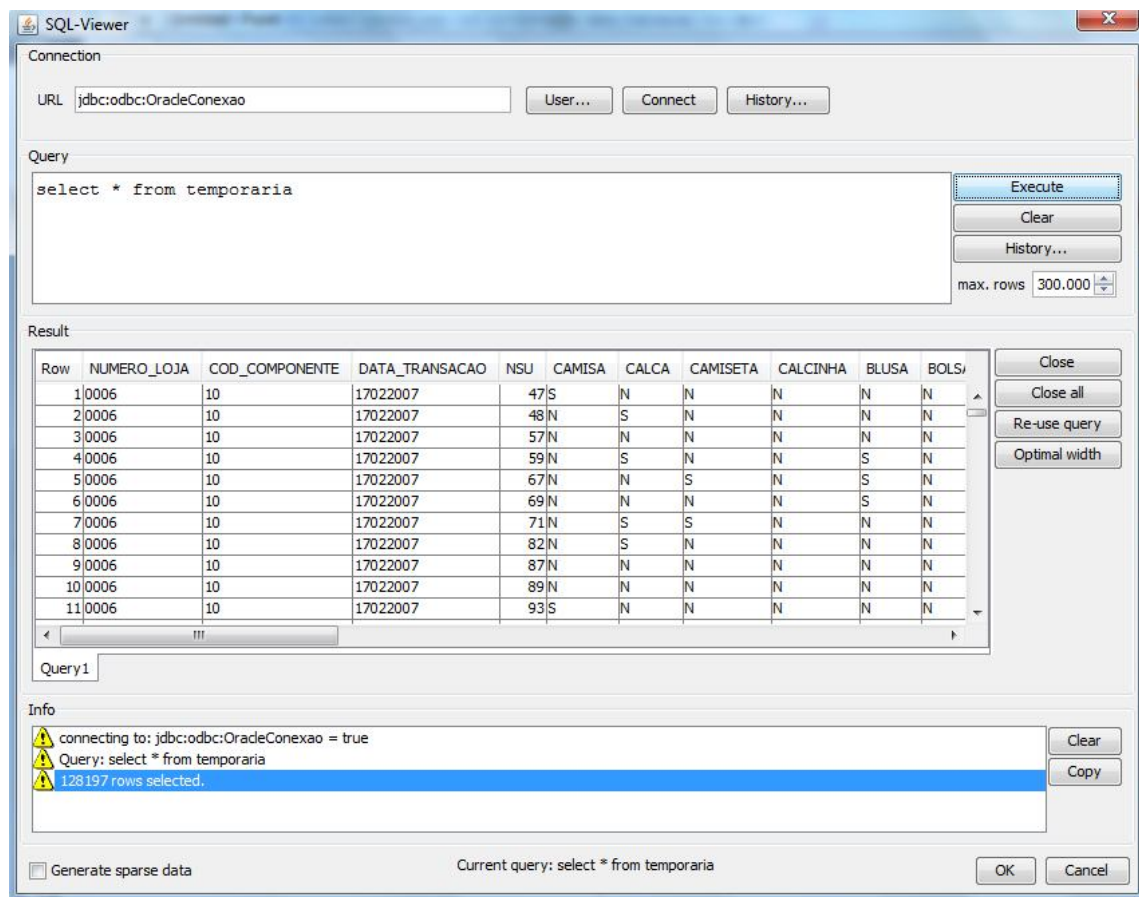 SQL-Viewer
Connection
URL jdbc:odbc:OracleConexao User... Connect History...
Query
select * from temporaria
Execute
Clear
History...
max. rows 300.000
Result
Row NUMERO_LOJA COD_COMPONENTE DATA_TRANSACAO NSU CAMISA CALCA CAMISETA CALCINHA BLUSA BOLSA
1 0006 10 17022007 47 S N N N N N
2 0006 10 17022007 48 N S N N N N
3 0006 10 17022007 57 N N N N N N
4 0006 10 17022007 59 N S N N S N
5 0006 10 17022007 67 N N S N S N
6 0006 10 17022007 69 N N N N S N
7 0006 10 17022007 71 N S S N N N
8 0006 10 17022007 82 N S N N N N
9 0006 10 17022007 87 N N N N N N
10 0006 10 17022007 89 N N N N N N
11 0006 10 17022007 93 S N N N N N
Close
Close all
Re-use query
Optimal width
Query1
Info
connecting to: jdbc:odbc:OracleConexao = true
Query: select * from temporaria
128197 rows selected.
Clear
Copy
Generate sparse data Current query: select * from temporaria OK Cancel